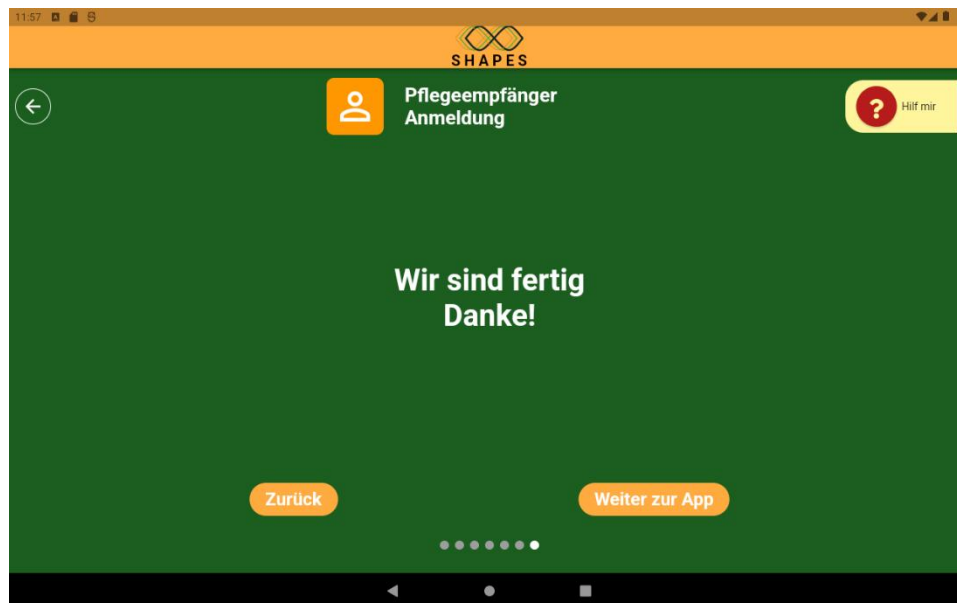 11:57
SHAPES
Pflegeempfänger
Anmeldung
? Hilf mir
Wir sind fertig
Danke!
Zurück
Weiter zur App